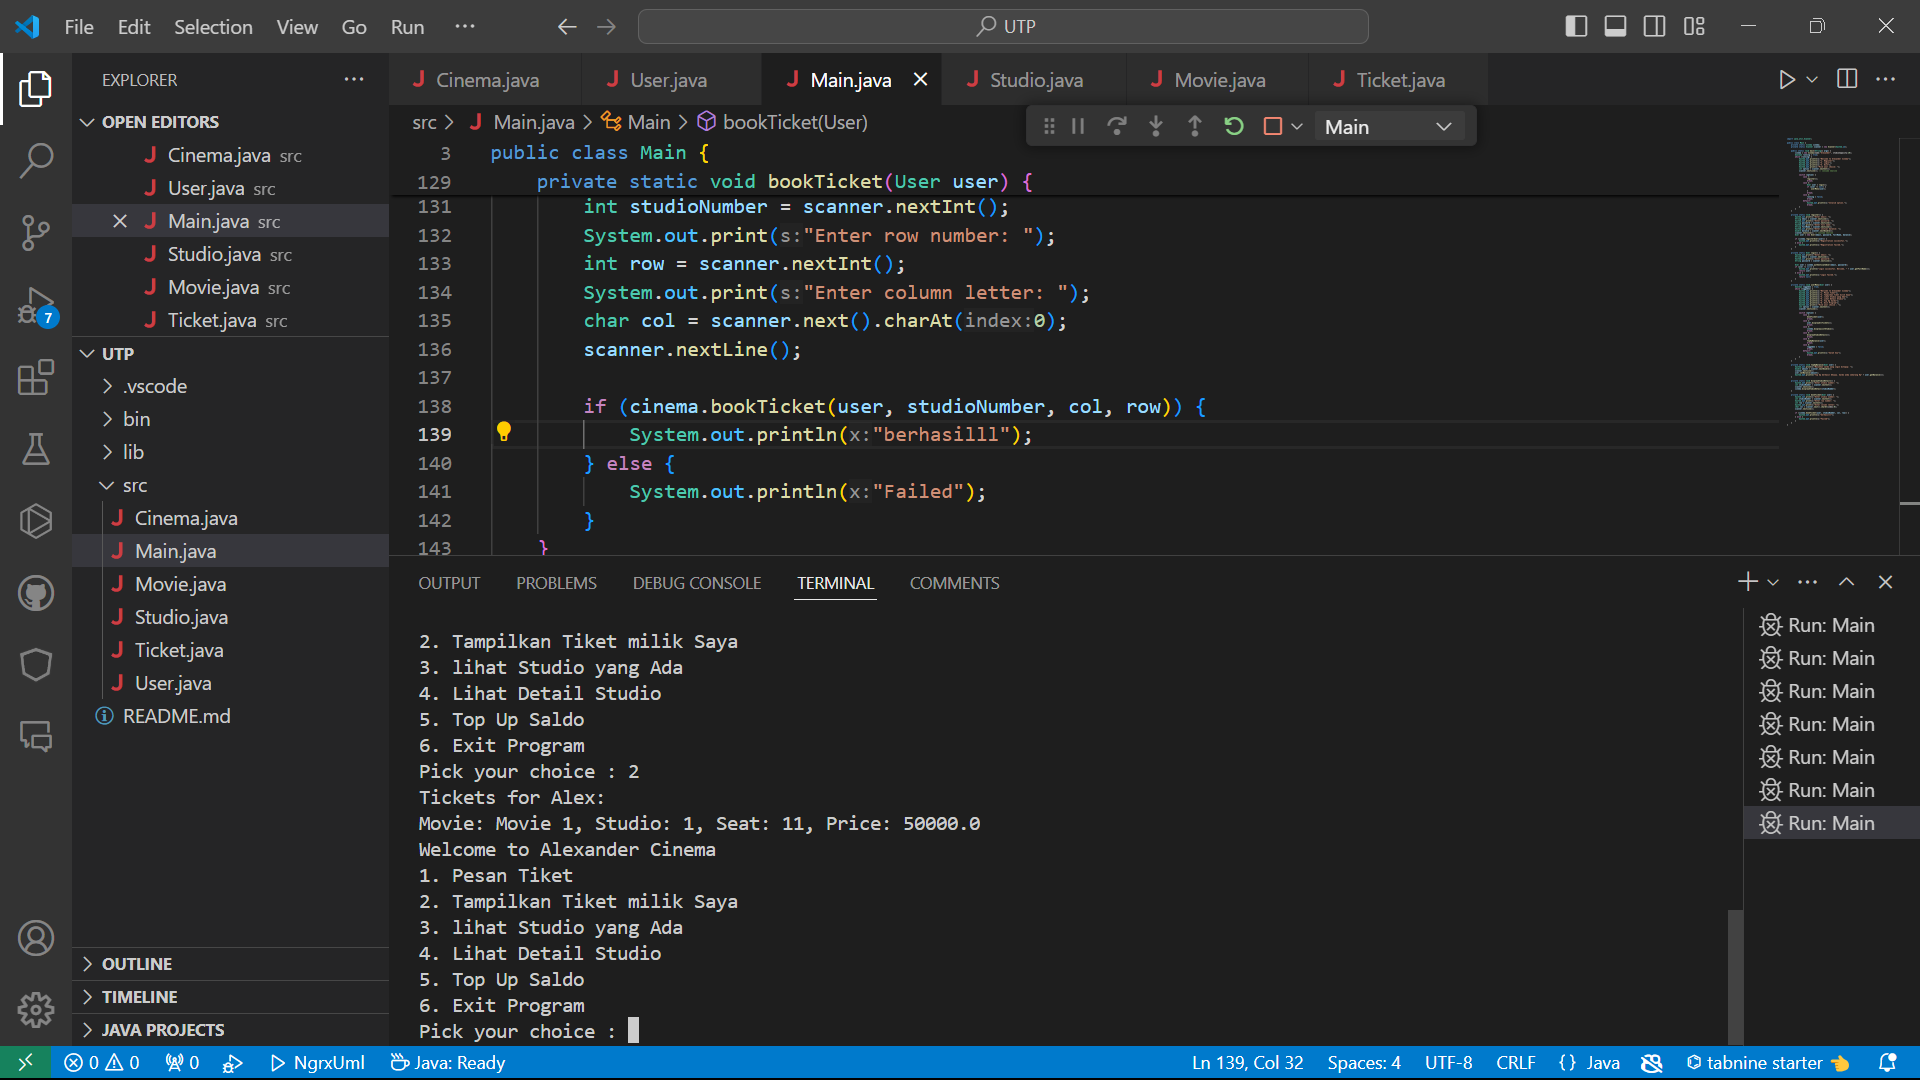 File Edit Selection View Go Run ··· UTP
EXPLORER ···
OPEN EDITORS
Cinema.java src
User.java src
Main.java src
Studio.java src
Movie.java src
Ticket.java src
7
UTP
.vscode
bin
lib
src
Cinema.java
Main.java
Movie.java
Studio.java
Ticket.java
User.java
README.md
OUTLINE
TIMELINE
JAVA PROJECTS
Cinema.java User.java Main.java Studio.java Movie.java Ticket.java
src > Main.java > Main > bookTicket(User)
Main
3 public class Main {
129 private static void bookTicket(User user) {
131 int studioNumber = scanner.nextInt();
132 System.out.print(s:"Enter row number: ");
133 int row = scanner.nextInt();
134 System.out.print(s:"Enter column letter: ");
135 char col = scanner.next().charAt(index:0);
136 scanner.nextLine();
137
138 if (cinema.bookTicket(user, studioNumber, col, row)) {
139 System.out.println(x:"berhasilll");
140 } else {
141 System.out.println(x:"Failed");
142 }
143 }
OUTPUT PROBLEMS DEBUG CONSOLE TERMINAL COMMENTS
2. Tampilkan Tiket milik Saya
3. lihat Studio yang Ada
4. Lihat Detail Studio
5. Top Up Saldo
6. Exit Program
Pick your choice : 2
Tickets for Alex:
Movie: Movie 1, Studio: 1, Seat: 11, Price: 50000.0
Welcome to Alexander Cinema
1. Pesan Tiket
2. Tampilkan Tiket milik Saya
3. lihat Studio yang Ada
4. Lihat Detail Studio
5. Top Up Saldo
6. Exit Program
Pick your choice :
Run: Main
Run: Main
Run: Main
Run: Main
Run: Main
Run: Main
Run: Main
0 0 0 NgrxUml Java: Ready Ln 139, Col 32 Spaces: 4 UTF-8 CRLF {} Java tabnine starter